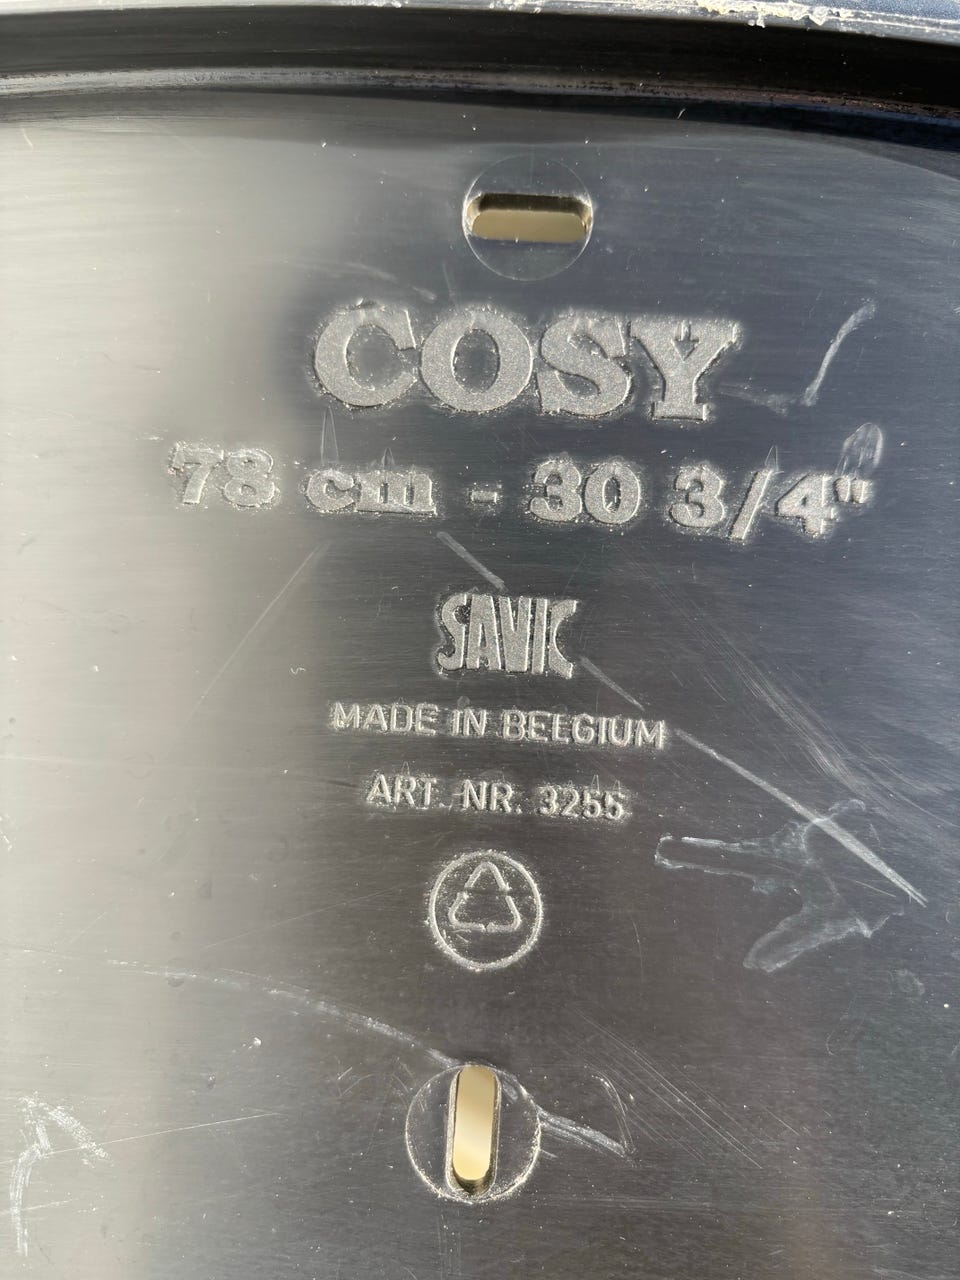 COSY
78 cm - 30 3/4"
SAVIC
MADE IN BELGIUM
ART. NR. 3255